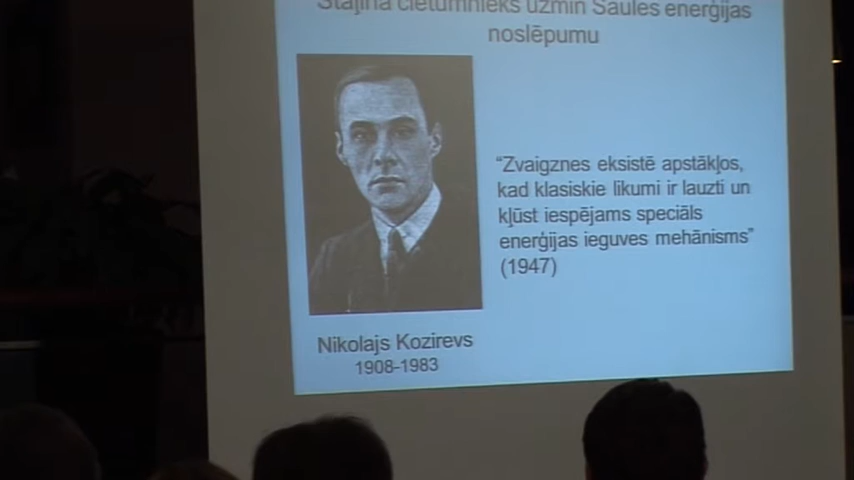 Staļina cietumnieks uzmin Saules enerģijas
noslēpumu
“Zvaigznes eksistē apstākļos,
kad klasiskie likumi ir lauzti un
kļūst iespējams speciāls
enerģijas ieguves mehānisms”
(1947)
Nikolajs Kozirevs
1908-1983